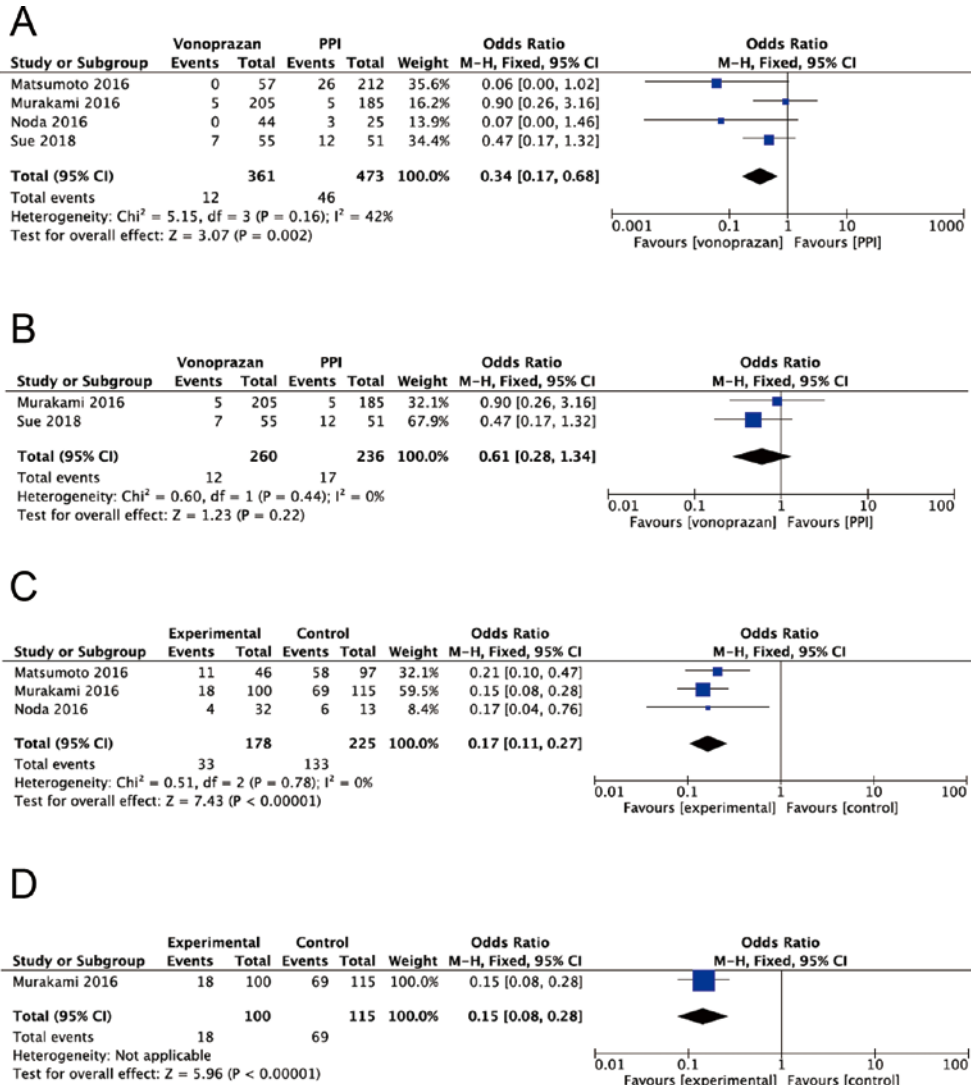 A
Vonoprazan PPI Odds Ratio Odds Ratio
Study or Subgroup Events Total Events Total Weight M-H, Fixed, 95% CI M-H, Fixed, 95% CI
Matsumoto 2016 0 57 26 212 35.6% 0.06 [0.00, 1.02]
Murakami 2016 5 205 5 185 16.2% 0.90 [0.26, 3.16]
Noda 2016 0 44 3 25 13.9% 0.07 [0.00, 1.46]
Sue 2018 7 55 12 51 34.4% 0.47 [0.17, 1.32]
Total (95% CI) 361 473 100.0% 0.34 [0.17, 0.68]
Total events 12 46
Heterogeneity: Chi² = 5.15, df = 3 (P = 0.16); I² = 42%
Test for overall effect: Z = 3.07 (P = 0.002)
0.001 0.1 1 10 1000
Favours [vonoprazan] Favours [PPI]
B
Vonoprazan PPI Odds Ratio Odds Ratio
Study or Subgroup Events Total Events Total Weight M-H, Fixed, 95% CI M-H, Fixed, 95% CI
Murakami 2016 5 205 5 185 32.1% 0.90 [0.26, 3.16]
Sue 2018 7 55 12 51 67.9% 0.47 [0.17, 1.32]
Total (95% CI) 260 236 100.0% 0.61 [0.28, 1.34]
Total events 12 17
Heterogeneity: Chi² = 0.60, df = 1 (P = 0.44); I² = 0%
Test for overall effect: Z = 1.23 (P = 0.22)
0.01 0.1 1 10 100
Favours [vonoprazan] Favours [PPI]
C
Experimental Control Odds Ratio Odds Ratio
Study or Subgroup Events Total Events Total Weight M-H, Fixed, 95% CI M-H, Fixed, 95% CI
Matsumoto 2016 11 46 58 97 32.1% 0.21 [0.10, 0.47]
Murakami 2016 18 100 69 115 59.5% 0.15 [0.08, 0.28]
Noda 2016 4 32 6 13 8.4% 0.17 [0.04, 0.76]
Total (95% CI) 178 225 100.0% 0.17 [0.11, 0.27]
Total events 33 133
Heterogeneity: Chi² = 0.51, df = 2 (P = 0.78); I² = 0%
Test for overall effect: Z = 7.43 (P < 0.00001)
0.01 0.1 1 10 100
Favours [experimental] Favours [control]
D
Experimental Control Odds Ratio Odds Ratio
Study or Subgroup Events Total Events Total Weight M-H, Fixed, 95% CI M-H, Fixed, 95% CI
Murakami 2016 18 100 69 115 100.0% 0.15 [0.08, 0.28]
Total (95% CI) 100 115 100.0% 0.15 [0.08, 0.28]
Total events 18 69
Heterogeneity: Not applicable
Test for overall effect: Z = 5.96 (P < 0.00001)
0.01 0.1 1 10 100
Favours [experimental] Favours [control]